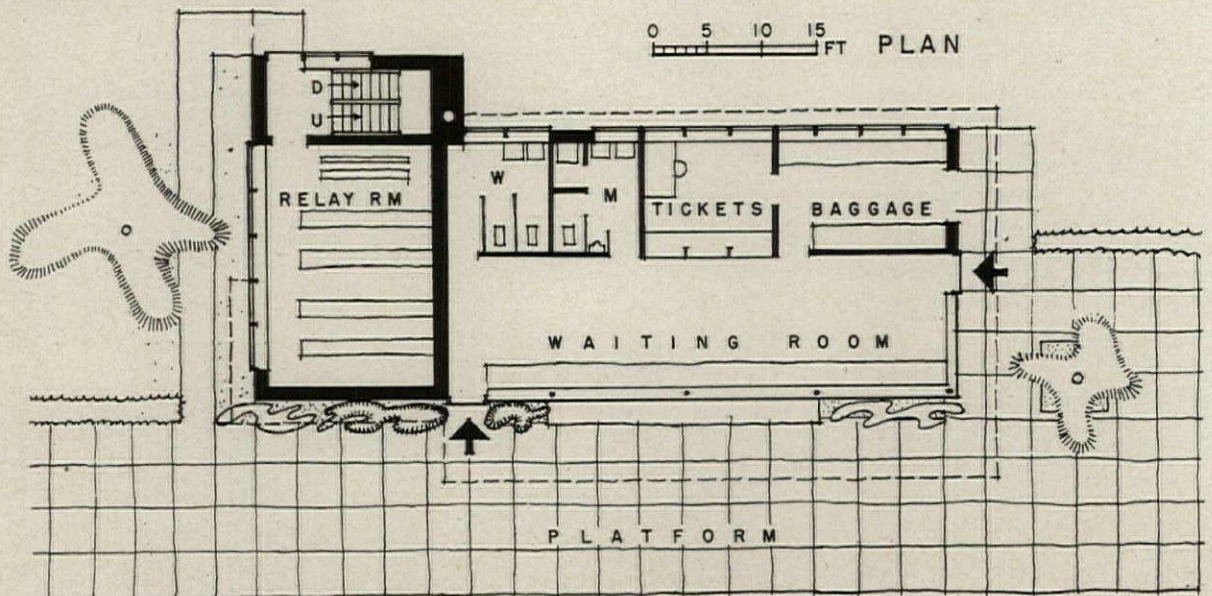 0 5 10 15 FT PLAN
D
U
RELAY RM
W
M
TICKETS
BAGGAGE
WAITING ROOM
PLATFORM